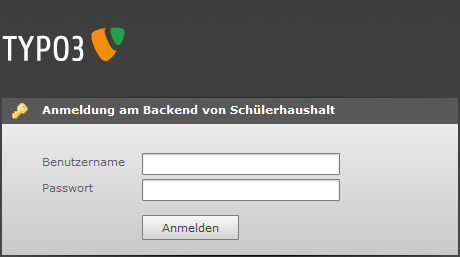 TYPO3
Anmeldung am Backend von Schülerhaushalt
Benutzername
Passwort
Anmelden